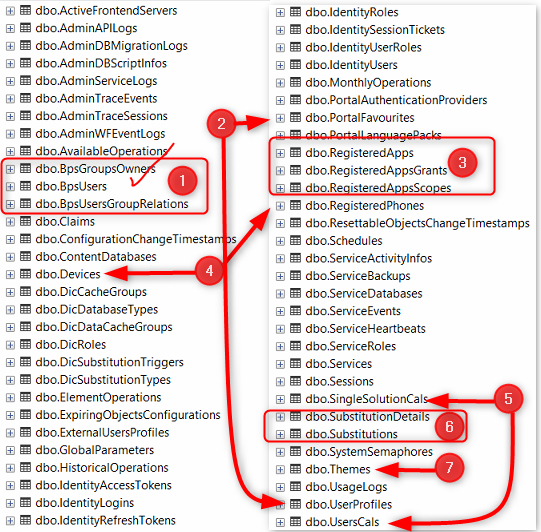 dbo.ActiveFrontendServers
dbo.AdminAPILogs
dbo.AdminDBMigrationLogs
dbo.AdminDBScriptInfos
dbo.AdminServiceLogs
dbo.AdminTraceEvents
dbo.AdminTraceSessions
dbo.AdminWFEventLogs
dbo.AvailableOperations
dbo.BpsGroupsOwners
dbo.BpsUsers
dbo.BpsUsersGroupRelations
1
dbo.Claims
dbo.ConfigurationChangeTimestamps
dbo.ContentDatabases
dbo.Devices
dbo.DicCacheGroups
dbo.DicDatabaseTypes
dbo.DicDataCacheGroups
dbo.DicRoles
dbo.DicSubstitutionTriggers
dbo.DicSubstitutionTypes
dbo.ElementOperations
dbo.ExpiringObjectsConfigurations
dbo.ExternalUsersProfiles
dbo.GlobalParameters
dbo.HistoricalOperations
dbo.IdentityAccessTokens
dbo.IdentityLogins
dbo.IdentityRefreshTokens
2
4
dbo.IdentityRoles
dbo.IdentitySessionTickets
dbo.IdentityUserRoles
dbo.IdentityUsers
dbo.MonthlyOperations
dbo.PortalAuthenticationProviders
dbo.PortalFavourites
dbo.PortalLanguagePacks
dbo.RegisteredApps
dbo.RegisteredAppsGrants
dbo.RegisteredAppsScopes
3
dbo.RegisteredPhones
dbo.ResettableObjectsChangeTimestamps
dbo.Schedules
dbo.ServiceActivityInfos
dbo.ServiceBackups
dbo.ServiceDatabases
dbo.ServiceEvents
dbo.ServiceHeartbeats
dbo.ServiceRoles
dbo.Services
dbo.Sessions
dbo.SingleSolutionCals
5
dbo.SubstitutionDetails
dbo.Substitutions
6
dbo.SystemSemaphores
dbo.Themes
7
dbo.UsageLogs
dbo.UserProfiles
dbo.UsersCals